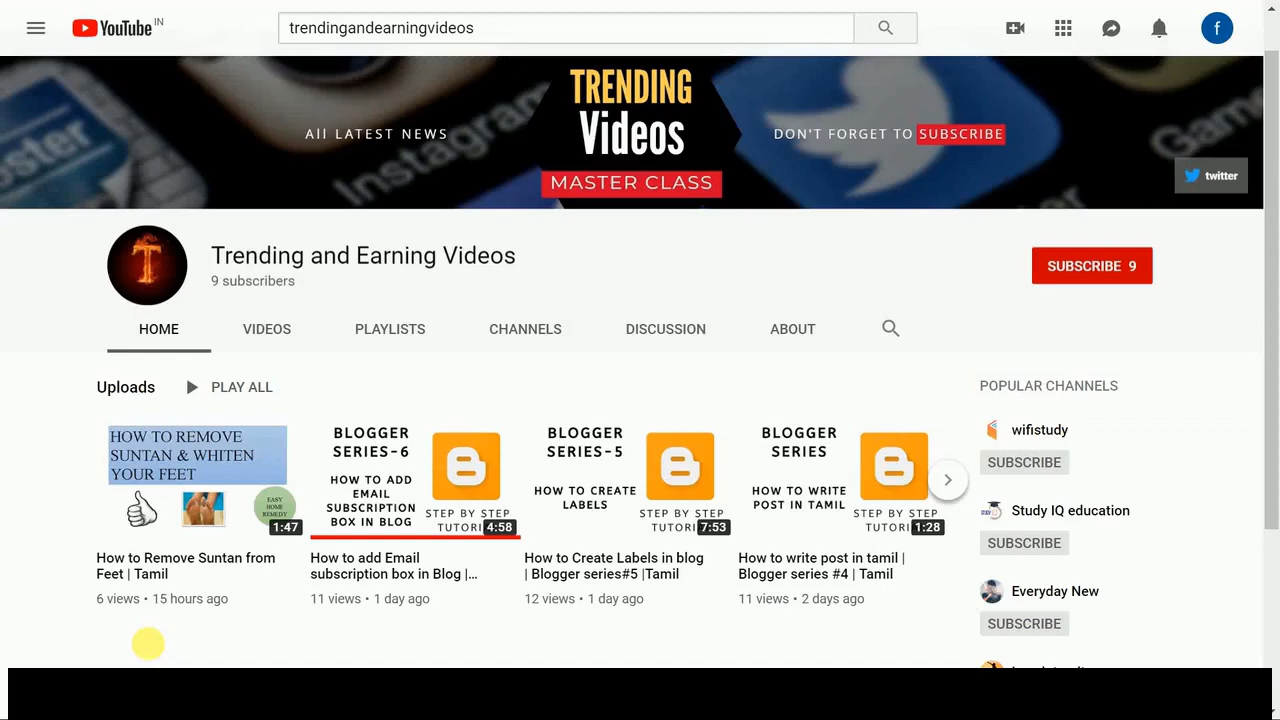 YouTube IN
trendingandearningvideos
f
TRENDING
Videos
MASTER CLASS
All LATEST NEWS
DON'T FORGET TO SUBSCRIBE
Instagram
twitter
T
Trending and Earning Videos
9 subscribers
SUBSCRIBE 9
HOME VIDEOS PLAYLISTS CHANNELS DISCUSSION ABOUT
Uploads PLAY ALL
HOW TO REMOVE
SUNTAN & WHITEN
YOUR FEET
EASY
HOME
REMEDY
1:47
How to Remove Suntan from
Feet | Tamil
6 views • 15 hours ago
BLOGGER
SERIES-6
HOW TO ADD
EMAIL
SUBSCRIPTION
BOX IN BLOG
STEP BY STEP
TUTORI
4:58
How to add Email
subscription box in Blog |...
11 views • 1 day ago
BLOGGER
SERIES-5
HOW TO CREATE
LABELS
STEP BY STEP
TUTORI
7:53
How to Create Labels in blog
| Blogger series#5 |Tamil
12 views • 1 day ago
BLOGGER
SERIES
HOW TO WRITE
POST IN TAMIL
STEP BY STEP
TUTORI
1:28
How to write post in tamil |
Blogger series #4 | Tamil
11 views • 2 days ago
POPULAR CHANNELS
wifistudy
SUBSCRIBE
Study IQ education
SUBSCRIBE
Everyday New
SUBSCRIBE